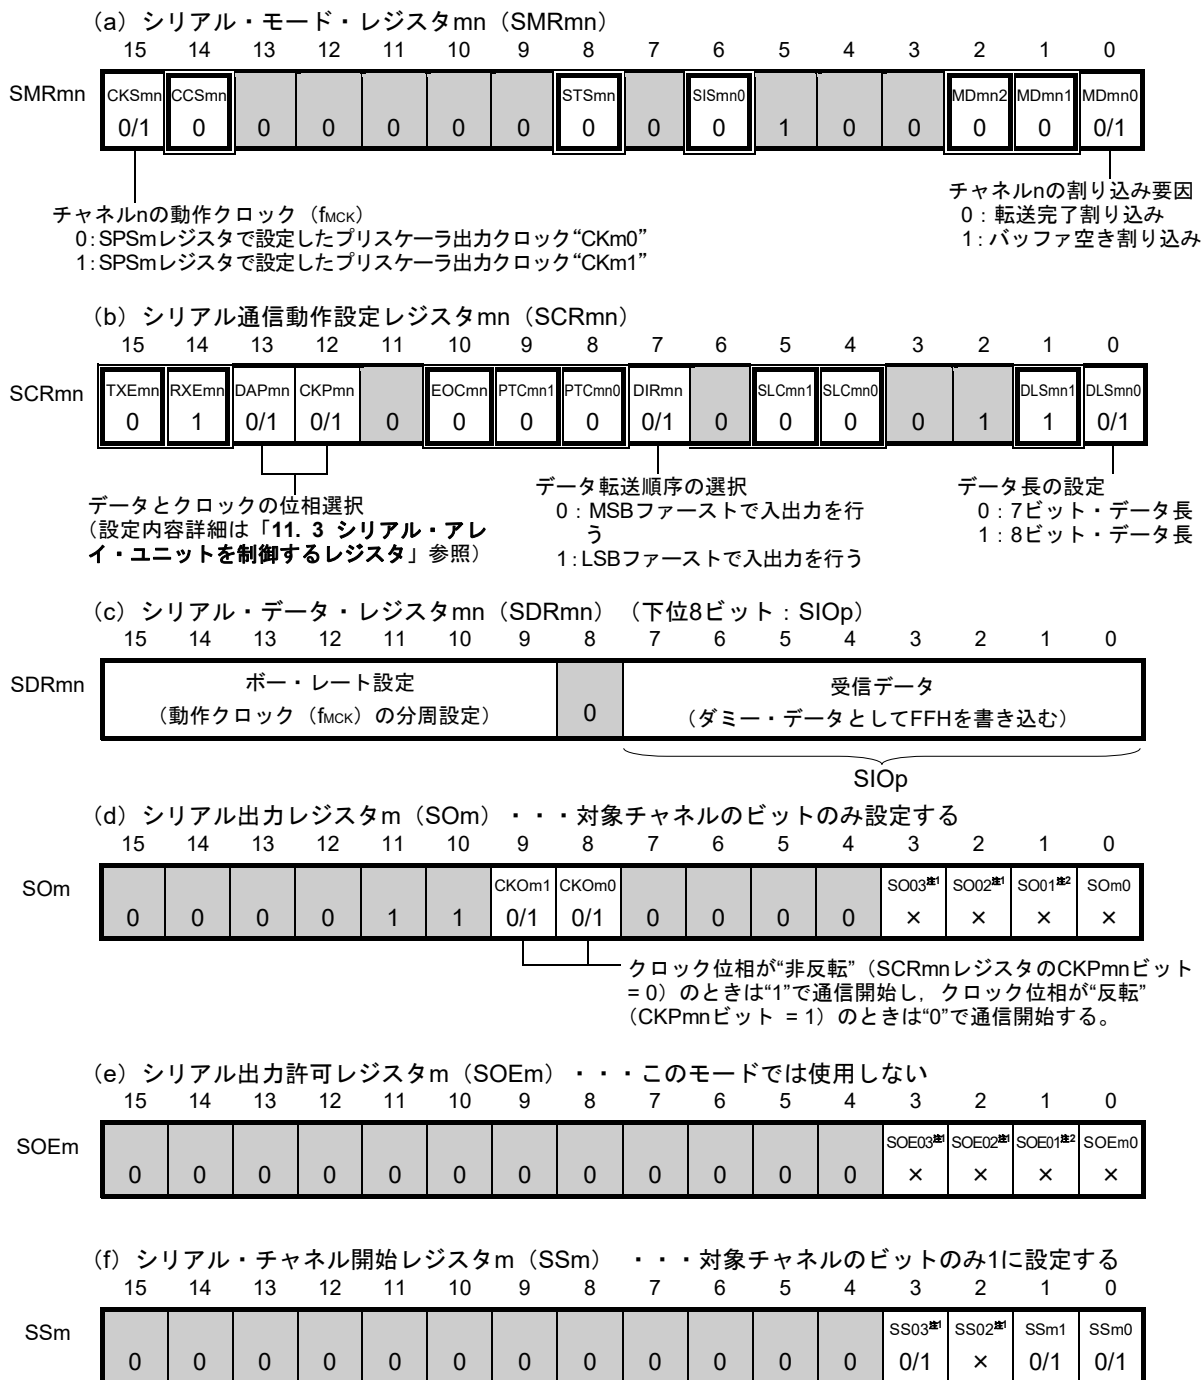 (a) シリアル・モード・レジスタmn（SMRmn）
15 14 13 12 11 10 9 8 7 6 5 4 3 2 1 0
SMRmn CKSmn CCSmn STSmn SISmn0 MDmn2 MDmn1 MDmn0
0/1 0 0 0 0 0 0 0 0 0 1 0 0 0 0 0/1
チャネルnの動作クロック（fMCK）
0：SPSmレジスタで設定したプリスケーラ出力クロック“CKm0”
1：SPSmレジスタで設定したプリスケーラ出力クロック“CKm1”
チャネルnの割り込み要因
0：転送完了割り込み
1：バッファ空き割り込み
(b) シリアル通信動作設定レジスタmn（SCRmn）
15 14 13 12 11 10 9 8 7 6 5 4 3 2 1 0
SCRmn TXEmn RXEmn DAPmn CKPmn EOCmn PTCmn1 PTCmn0 DIRmn SLCmn1 SLCmn0 DLSmn1 DLSmn0
0 1 0/1 0/1 0 0 0 0 0/1 0 0 0 0 1 1 0/1
データとクロックの位相選択
（設定内容詳細は「11. 3 シリアル・アレ
イ・ユニットを制御するレジスタ」参照）
データ転送順序の選択
0：MSBファーストで入出力を行
う
1：LSBファーストで入出力を行う
データ長の設定
0：7ビット・データ長
1：8ビット・データ長
(c) シリアル・データ・レジスタmn（SDRmn）（下位8ビット：SIOp）
15 14 13 12 11 10 9 8 7 6 5 4 3 2 1 0
SDRmn
ボー・レート設定
（動作クロック（fMCK）の分周設定）
0
受信データ
（ダミー・データとしてFFHを書き込む）
SIOp
(d) シリアル出力レジスタm（SOm）・・・対象チャネルのビットのみ設定する
15 14 13 12 11 10 9 8 7 6 5 4 3 2 1 0
SOm CKOm1 CKOm0 SO03注1 SO02注1 SO01注2 SOm0
0 0 0 0 1 1 0/1 0/1 0 0 0 0 × × × ×
クロック位相が“非反転”（SCRmnレジスタのCKPmnビット
= 0）のときは“1”で通信開始し，クロック位相が“反転”
（CKPmnビット = 1）のときは“0”で通信開始する。
(e) シリアル出力許可レジスタm（SOEm）・・・このモードでは使用しない
15 14 13 12 11 10 9 8 7 6 5 4 3 2 1 0
SOEm SOE03注1 SOE02注1 SOE01注2 SOEm0
0 0 0 0 0 0 0 0 0 0 0 0 × × × ×
(f) シリアル・チャネル開始レジスタm（SSm） ・・・対象チャネルのビットのみ1に設定する
15 14 13 12 11 10 9 8 7 6 5 4 3 2 1 0
SSm SS03注1 SS02注1 SSm1 SSm0
0 0 0 0 0 0 0 0 0 0 0 0 0/1 × 0/1 0/1